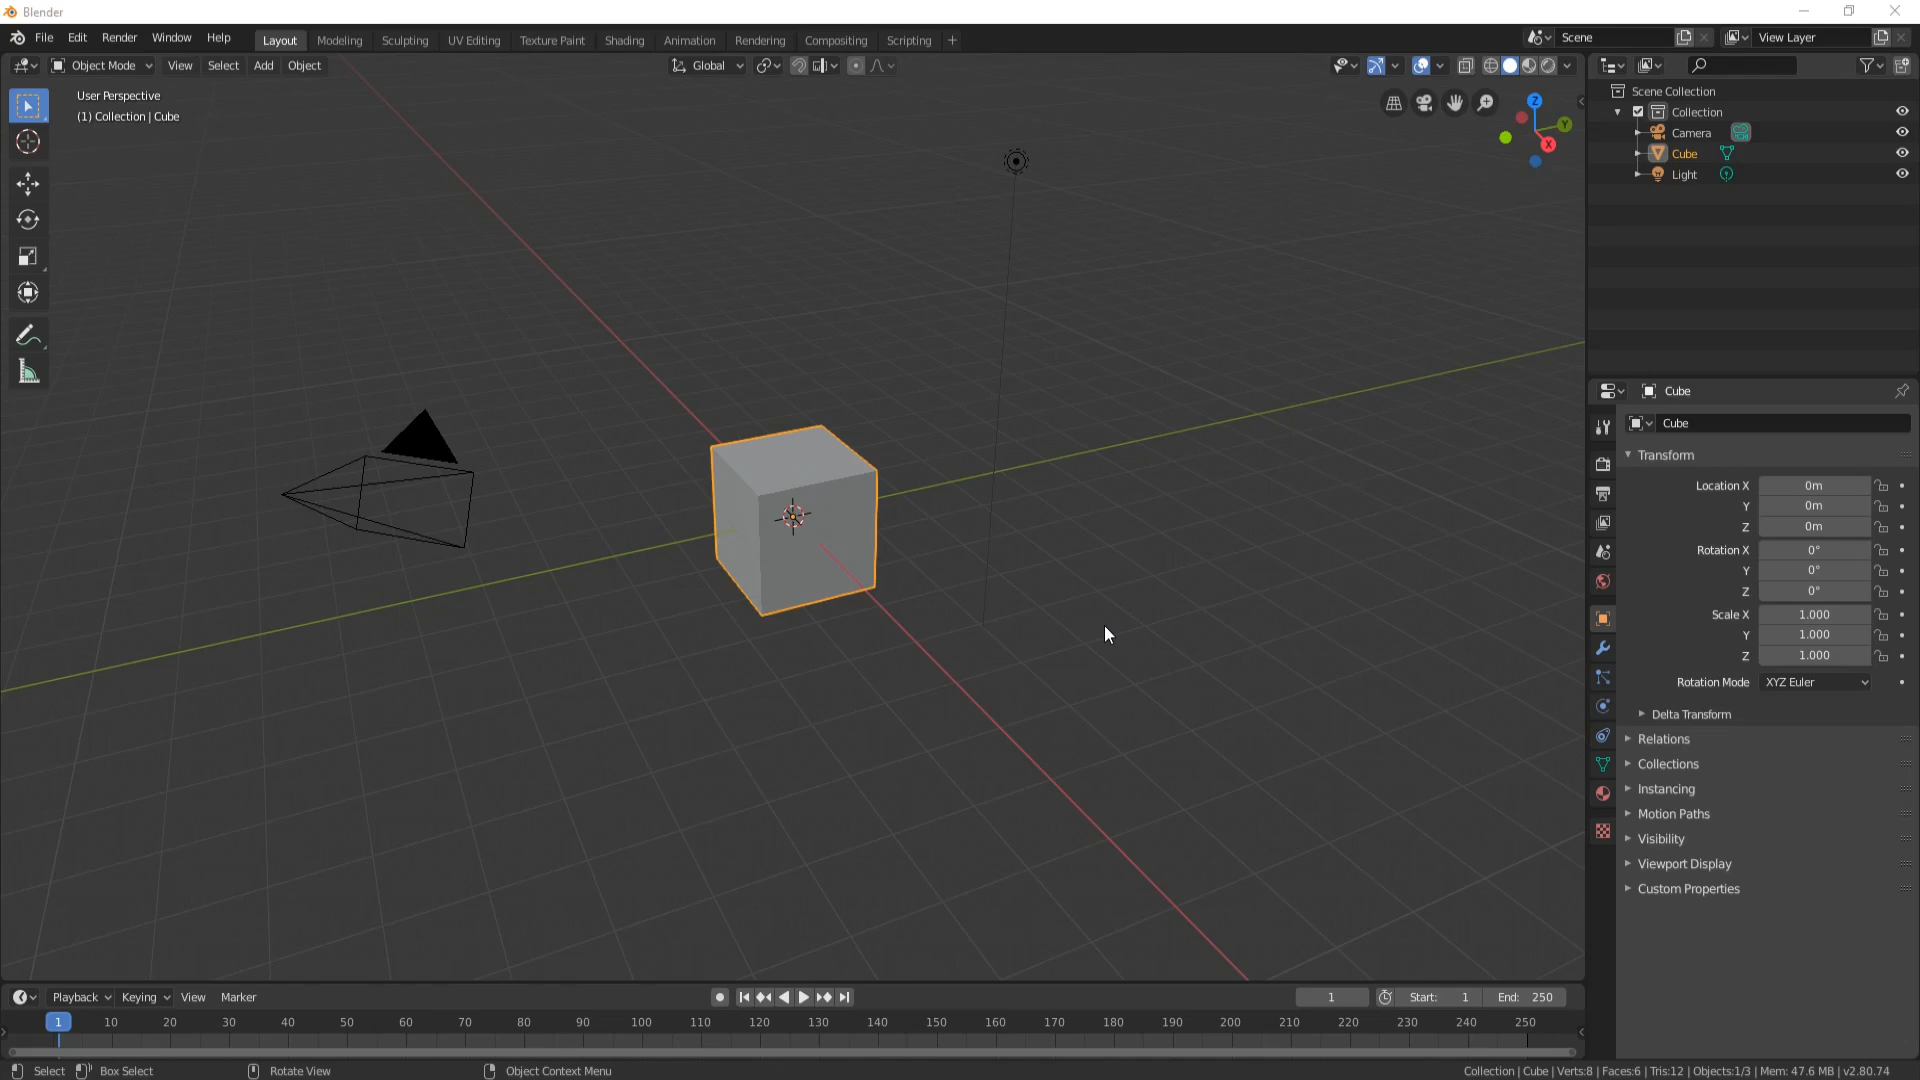 Blender
File Edit Render Window Help Layout Modeling Sculpting UV Editing Texture Paint Shading Animation Rendering Compositing Scripting + Scene View Layer
Object Mode View Select Add Object Global
User Perspective
(1) Collection | Cube
Z
Y
X
Scene Collection
Collection
Camera
Cube
Light
Cube
Cube
Transform
Location X 0m
Y 0m
Z 0m
Rotation X 0°
Y 0°
Z 0°
Scale X 1.000
Y 1.000
Z 1.000
Rotation Mode XYZ Euler
Delta Transform
Relations
Collections
Instancing
Motion Paths
Visibility
Viewport Display
Custom Properties
Playback Keying View Marker 1 Start: 1 End: 250
1 10 20 30 40 50 60 70 80 90 100 110 120 130 140 150 160 170 180 190 200 210 220 230 240 250
Select Box Select Rotate View Object Context Menu Collection | Cube | Verts:8 | Faces:6 | Tris:12 | Objects:1/3 | Mem: 47.6 MB | v2.80.74